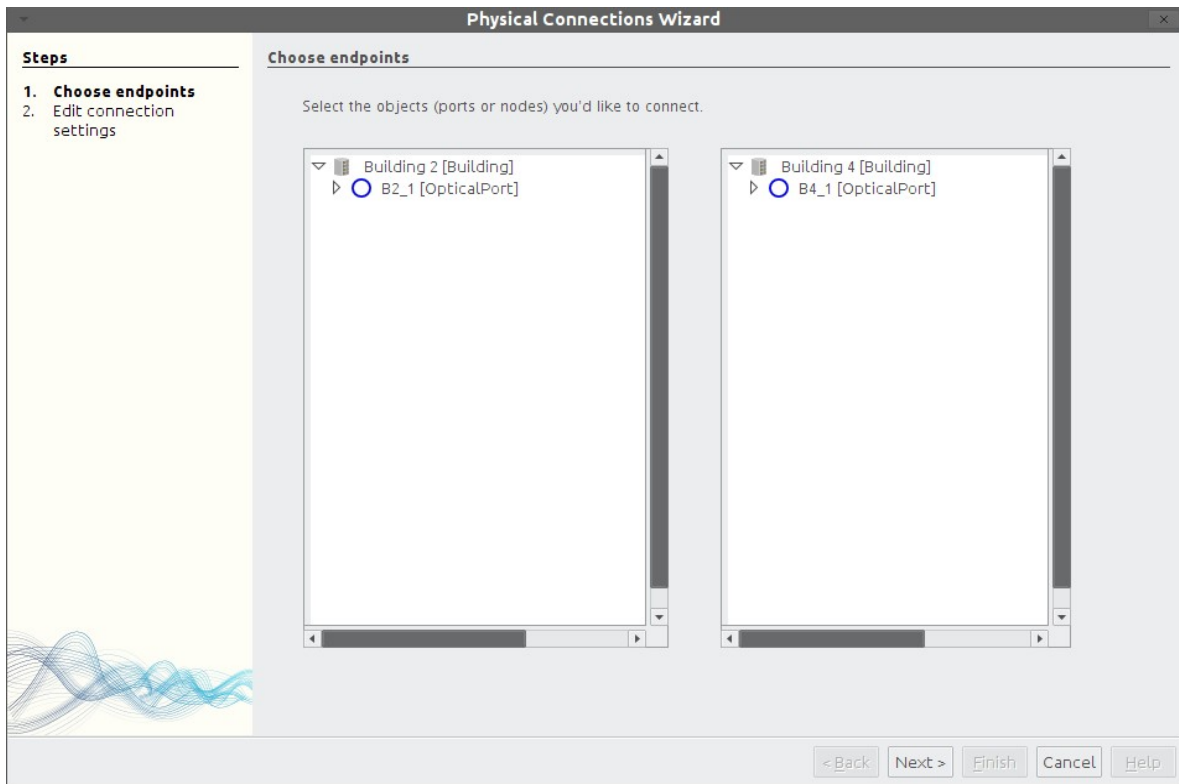 Physical Connections Wizard
Steps
1. Choose endpoints
2. Edit connection
settings
Choose endpoints
Select the objects (ports or nodes) you'd like to connect.
Building 2 [Building]
B2_1 [OpticalPort]
Building 4 [Building]
B4_1 [OpticalPort]
< Back Next > Finish Cancel Help